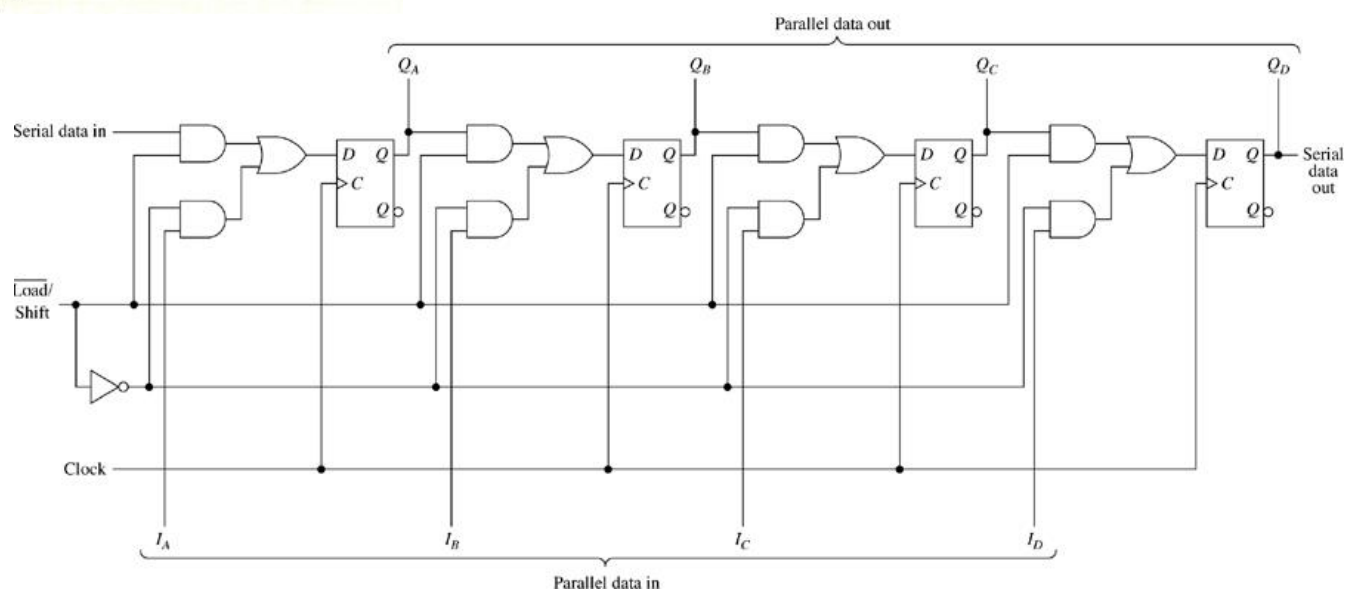 Parallel data out
Q_A Q_B Q_C Q_D
Serial data in
D Q D Q D Q D Q Serial
data
out
C C C C
Q Q Q Q
L̅o̅a̅d̅/
Shift
Clock
I_A I_B I_C I_D
Parallel data in